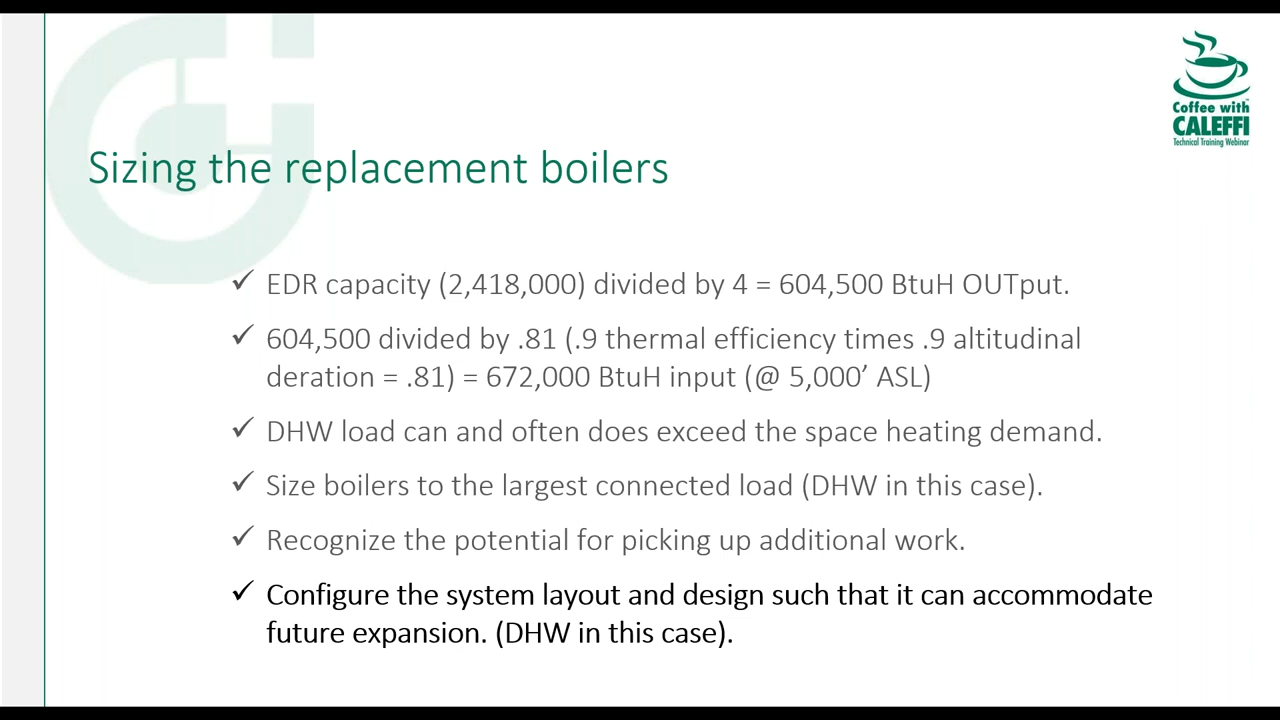 Coffee with
CALEFFI
Technical Training Webinar
Sizing the replacement boilers
✓ EDR capacity (2,418,000) divided by 4 = 604,500 BtuH OUTput.
✓ 604,500 divided by .81 (.9 thermal efficiency times .9 altitudinal
deration = .81) = 672,000 BtuH input (@ 5,000’ ASL)
✓ DHW load can and often does exceed the space heating demand.
✓ Size boilers to the largest connected load (DHW in this case).
✓ Recognize the potential for picking up additional work.
✓ Configure the system layout and design such that it can accommodate
future expansion. (DHW in this case).